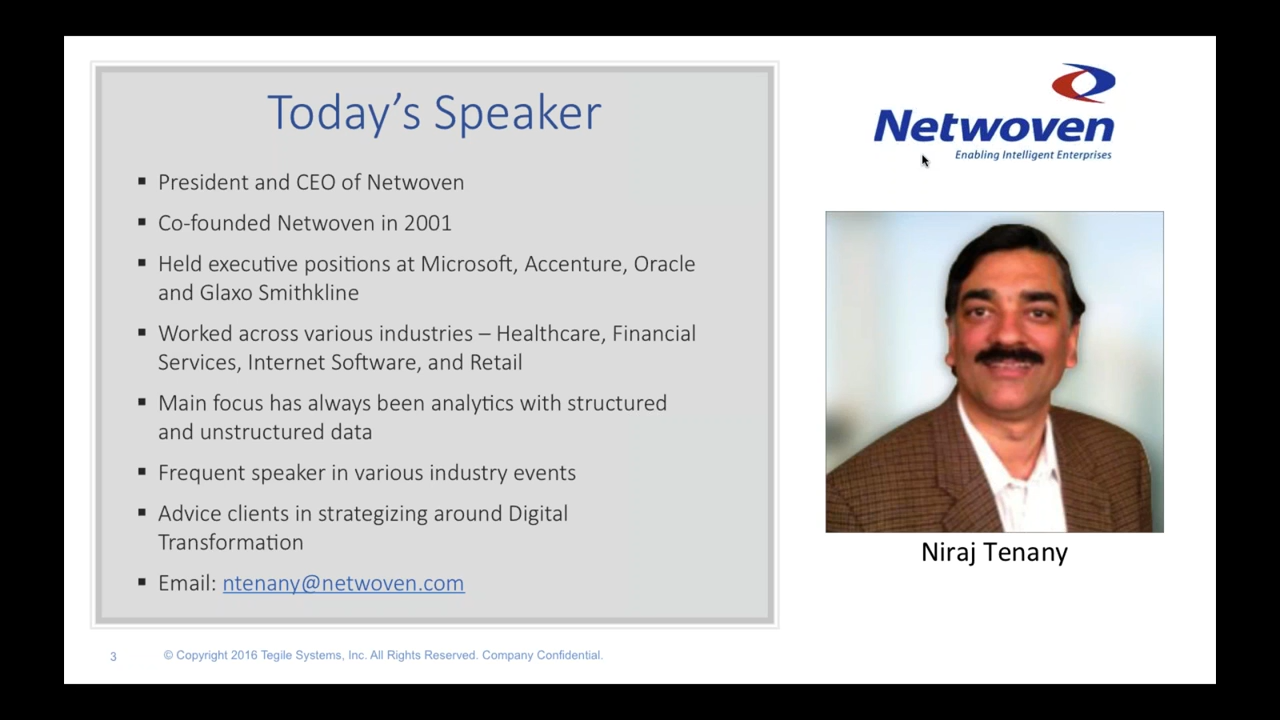 Today’s Speaker
▪ President and CEO of Netwoven
▪ Co-founded Netwoven in 2001
▪ Held executive positions at Microsoft, Accenture, Oracle
and Glaxo Smithkline
▪ Worked across various industries – Healthcare, Financial
Services, Internet Software, and Retail
▪ Main focus has always been analytics with structured
and unstructured data
▪ Frequent speaker in various industry events
▪ Advice clients in strategizing around Digital
Transformation
▪ Email: ntenany@netwoven.com
Netwoven
Enabling Intelligent Enterprises
Niraj Tenany
3 © Copyright 2016 Tegile Systems, Inc. All Rights Reserved. Company Confidential.